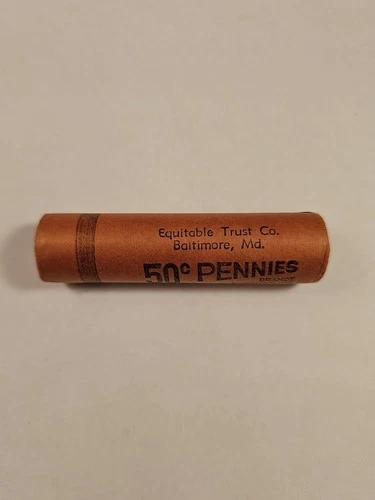 Equitable Trust Co.
Baltimore, Md.
50¢ PENNIES